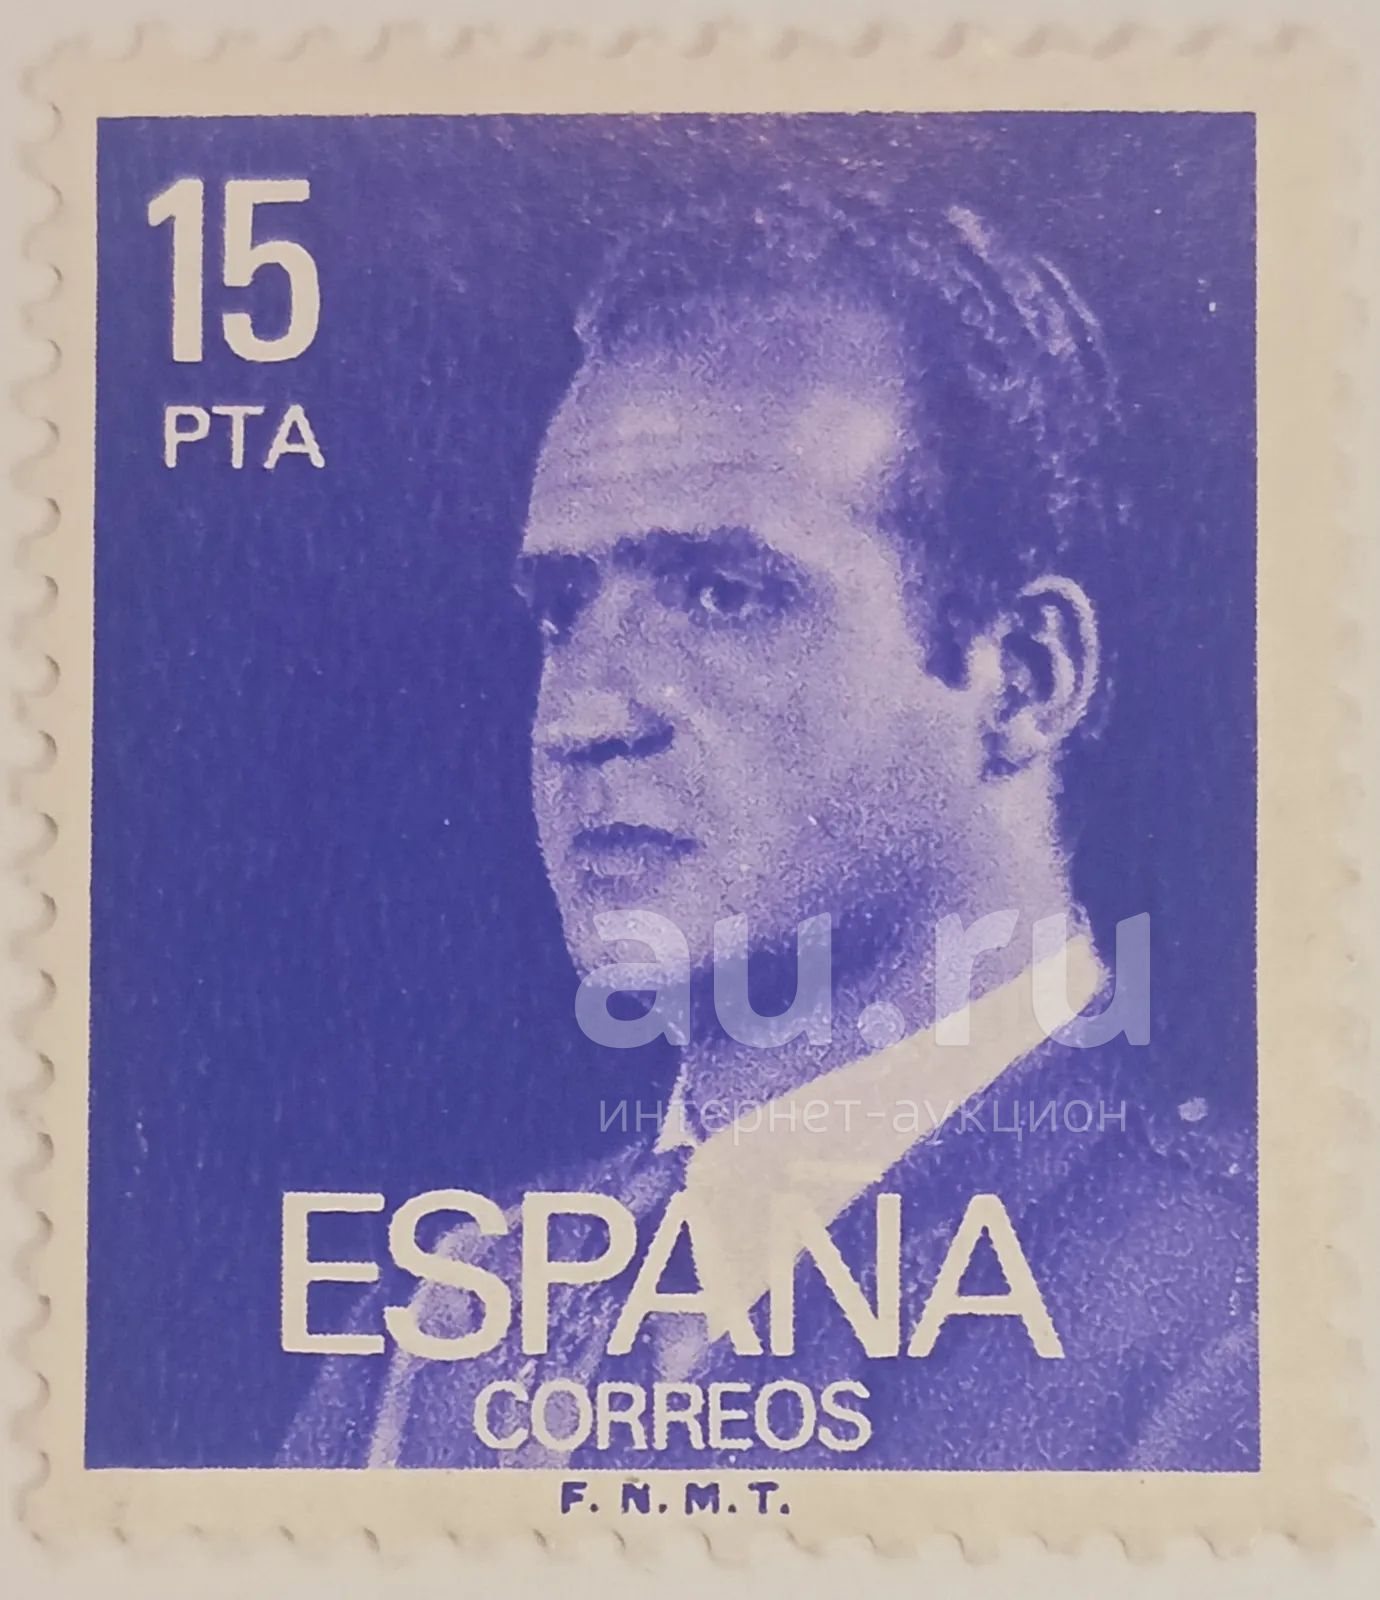 15
PTA
au.ru
интернет-аукцион
ESPAÑA
CORREOS
F. N. M. T.